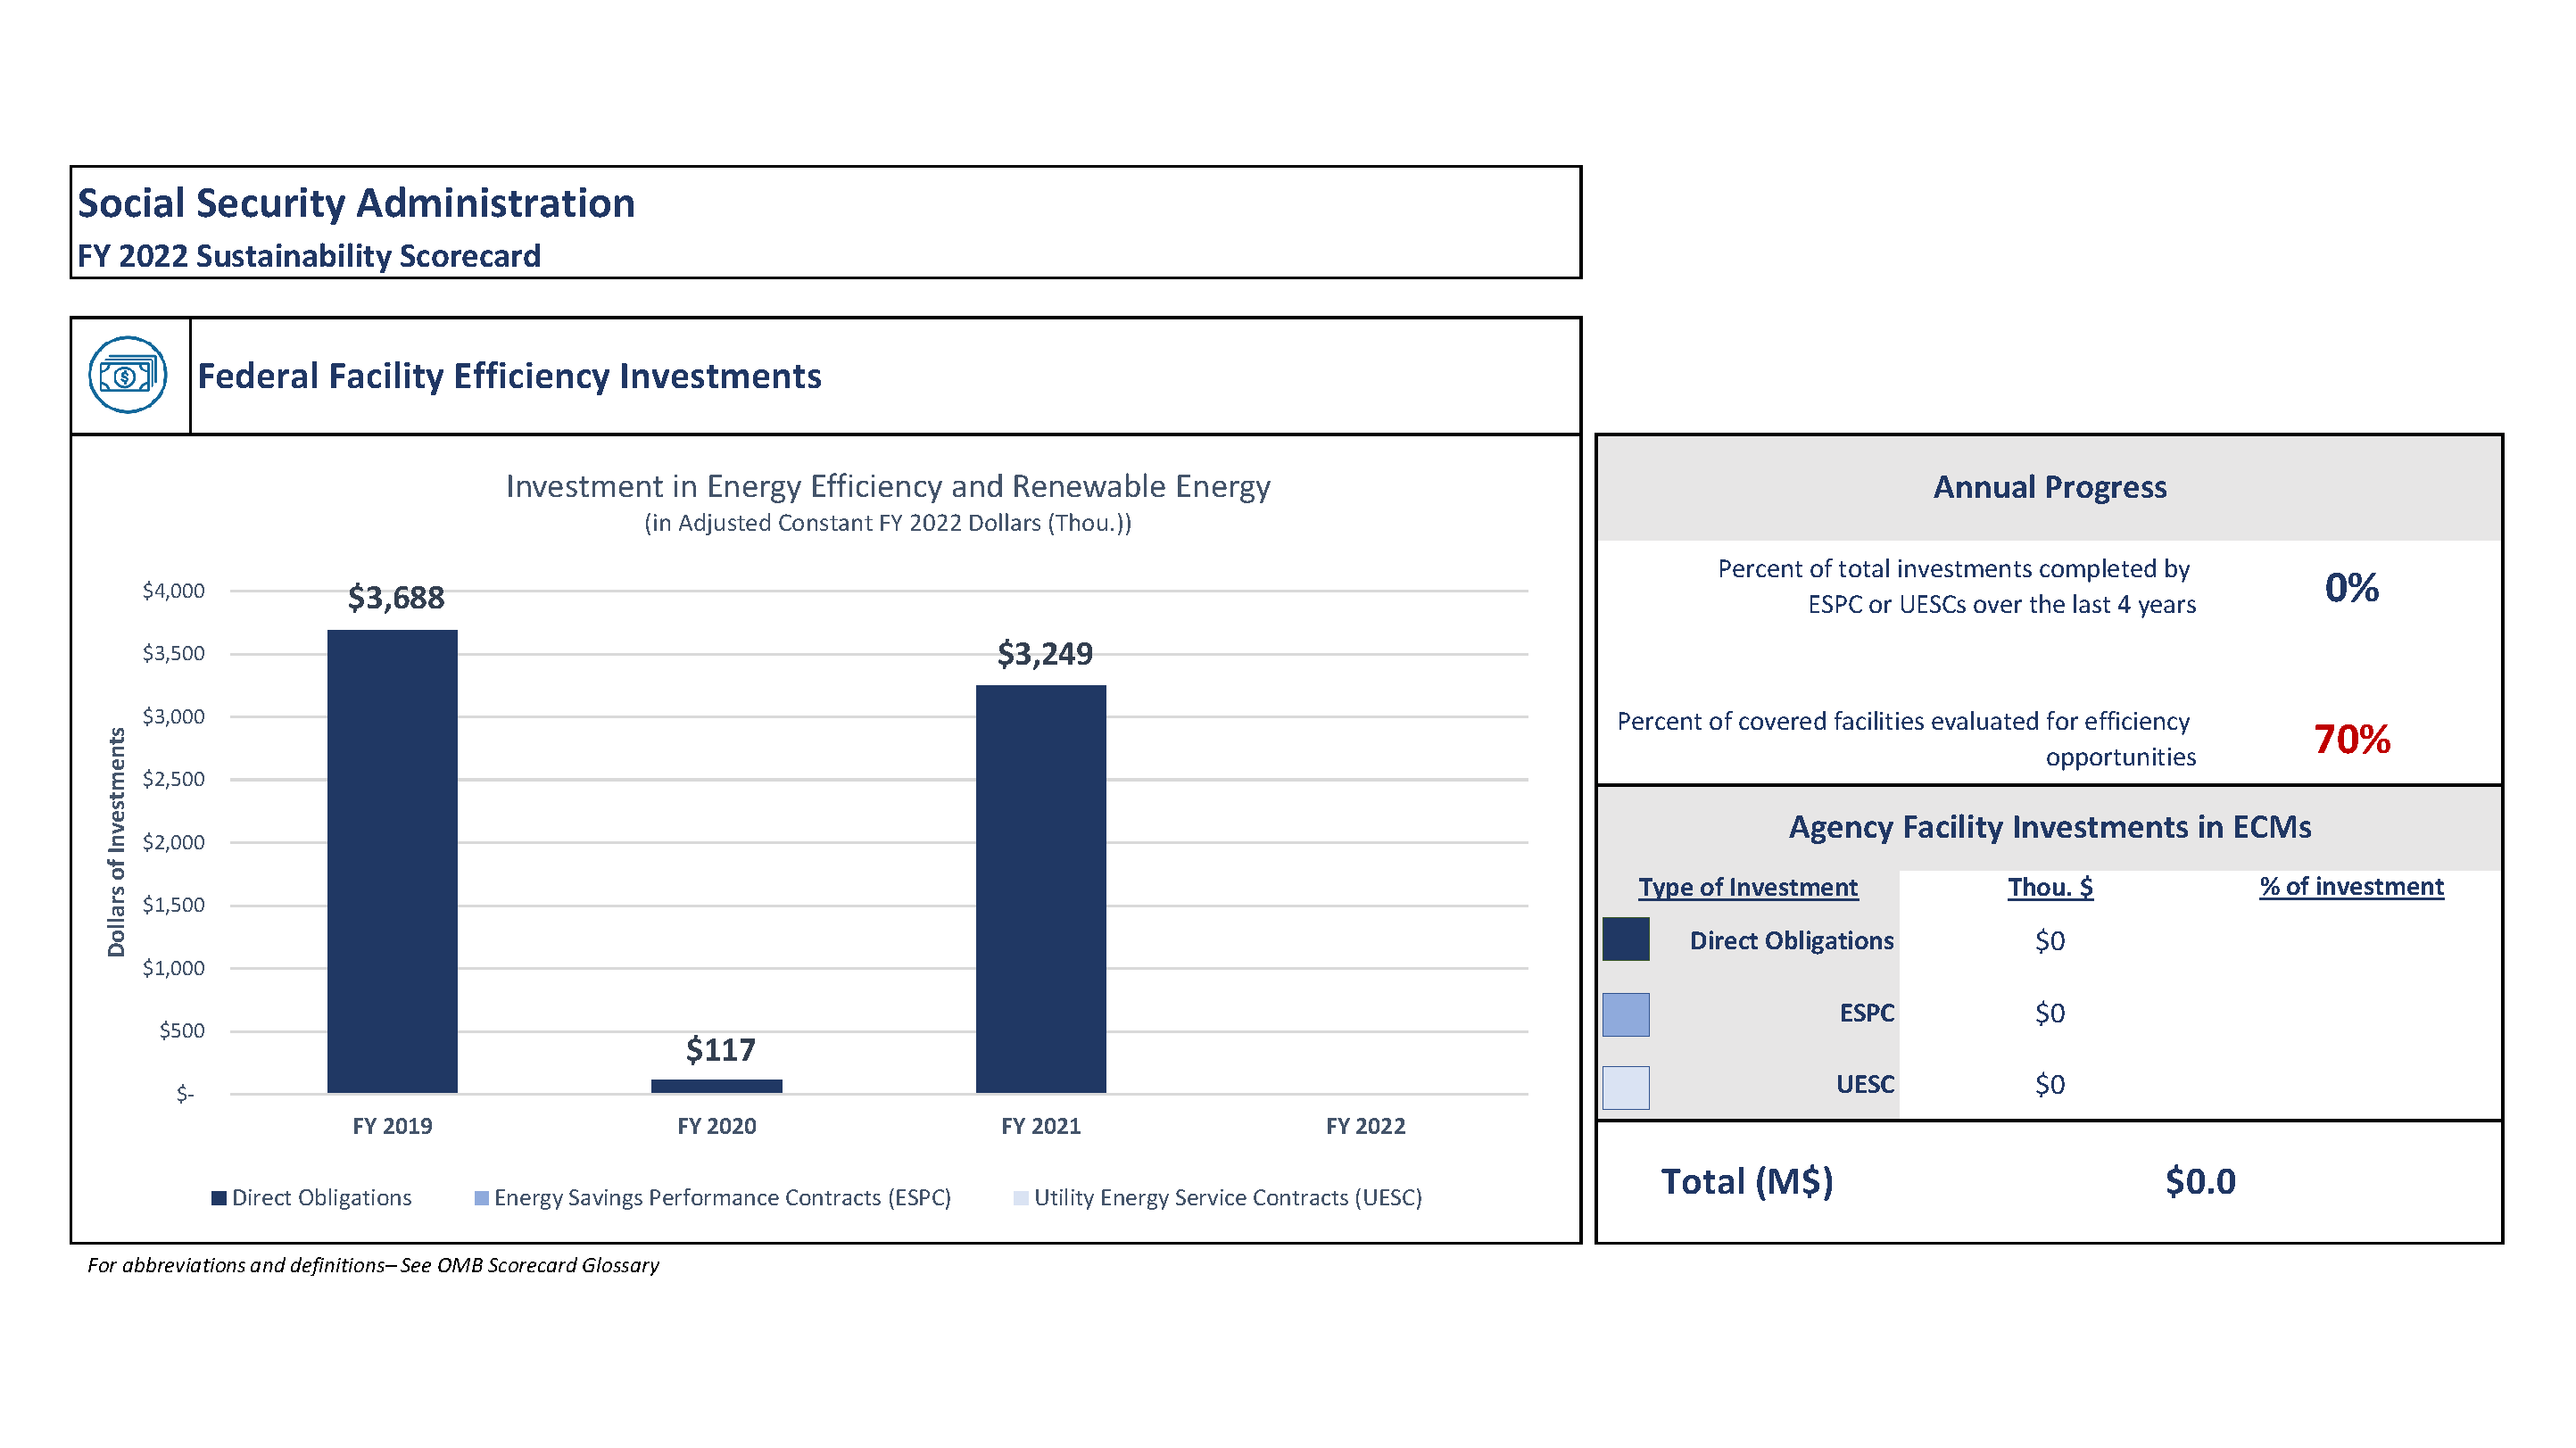 Social Security Administration
FY 2022 Sustainability Scorecard
Federal Facility Efficiency Investments
Investment in Energy Efficiency and Renewable Energy
(in Adjusted Constant FY 2022 Dollars (Thou.))
Dollars of Investments
$4,000
$3,500
$3,000
$2,500
$2,000
$1,500
$1,000
$500
$-
$3,688
$117
$3,249
FY 2019
FY 2020
FY 2021
FY 2022
Direct Obligations
Energy Savings Performance Contracts (ESPC)
Utility Energy Service Contracts (UESC)
Annual Progress
Percent of total investments completed by
ESPC or UESCs over the last 4 years
0%
Percent of covered facilities evaluated for efficiency
opportunities
70%
Agency Facility Investments in ECMs
Type of Investment Thou. $ % of investment
Direct Obligations $0
ESPC $0
UESC $0
Total (M$) $0.0
For abbreviations and definitions– See OMB Scorecard Glossary